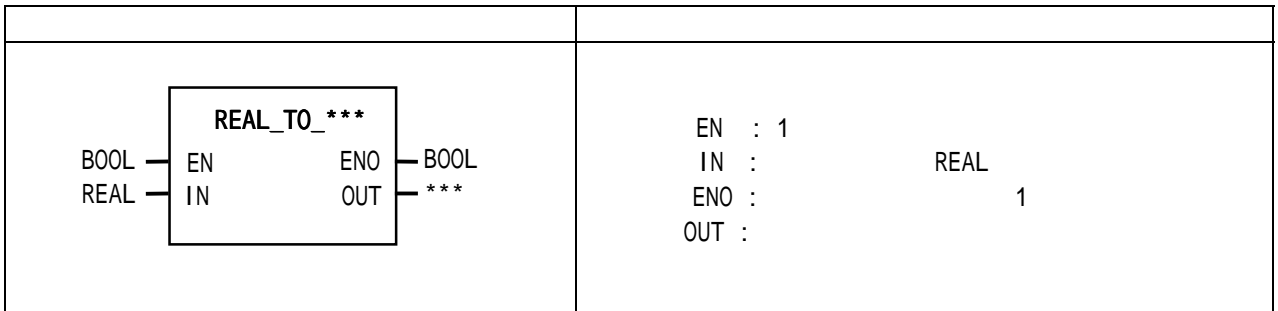 REAL_TO_***
BOOL EN ENO BOOL
REAL IN OUT ***
EN : 1
IN : REAL
ENO : 1
OUT :